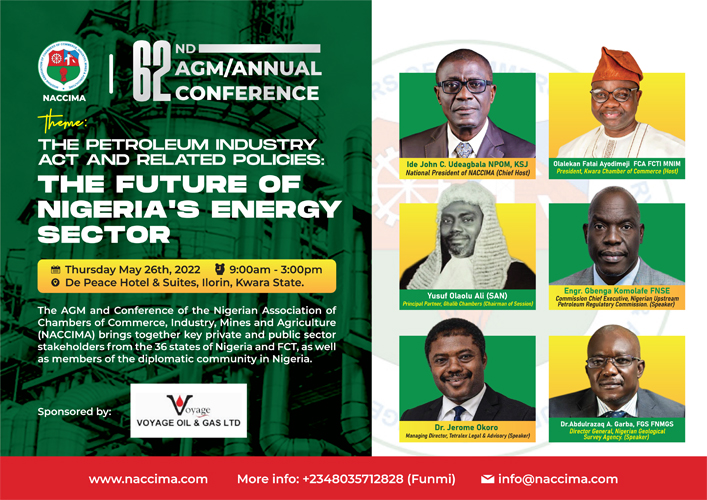 NACCIMA
62ND
AGM/ANNUAL
CONFERENCE
Theme:
THE PETROLEUM INDUSTRY
ACT AND RELATED POLICIES:
THE FUTURE OF
NIGERIA'S ENERGY
SECTOR
Thursday May 26th, 2022 9:00am - 3:00pm
De Peace Hotel & Suites, Ilorin, Kwara State.
The AGM and Conference of the Nigerian Association of
Chambers of Commerce, Industry, Mines and Agriculture
(NACCIMA) brings together key private and public sector
stakeholders from the 36 states of Nigeria and FCT, as well
as members of the diplomatic community in Nigeria.
Sponsored by:
Voyage
VOYAGE OIL & GAS LTD
Ide John C. Udeagbala NPOM, KSJ
National President of NACCIMA (Chief Host)
Olalekan Fatai Ayodimeji FCA FCTI MNIM
President, Kwara Chamber of Commerce (Host)
Yusuf Olaolu Ali (SAN)
Principal Partner, Ghalib Chambers (Chairman of Session)
Engr. Gbenga Komolafe FNSE
Commission Chief Executive, Nigerian Upstream
Petroleum Regulatory Commission. (Speaker)
Dr. Jerome Okoro
Managing Director, Tetralax Legal & Advisory (Speaker)
Dr.Abdulrazaq A. Garba, FGS FNMGS
Director General, Nigerian Geological
Survey Agency. (Speaker)
www.naccima.com More info: +2348035712828 (Funmi) info@naccima.com